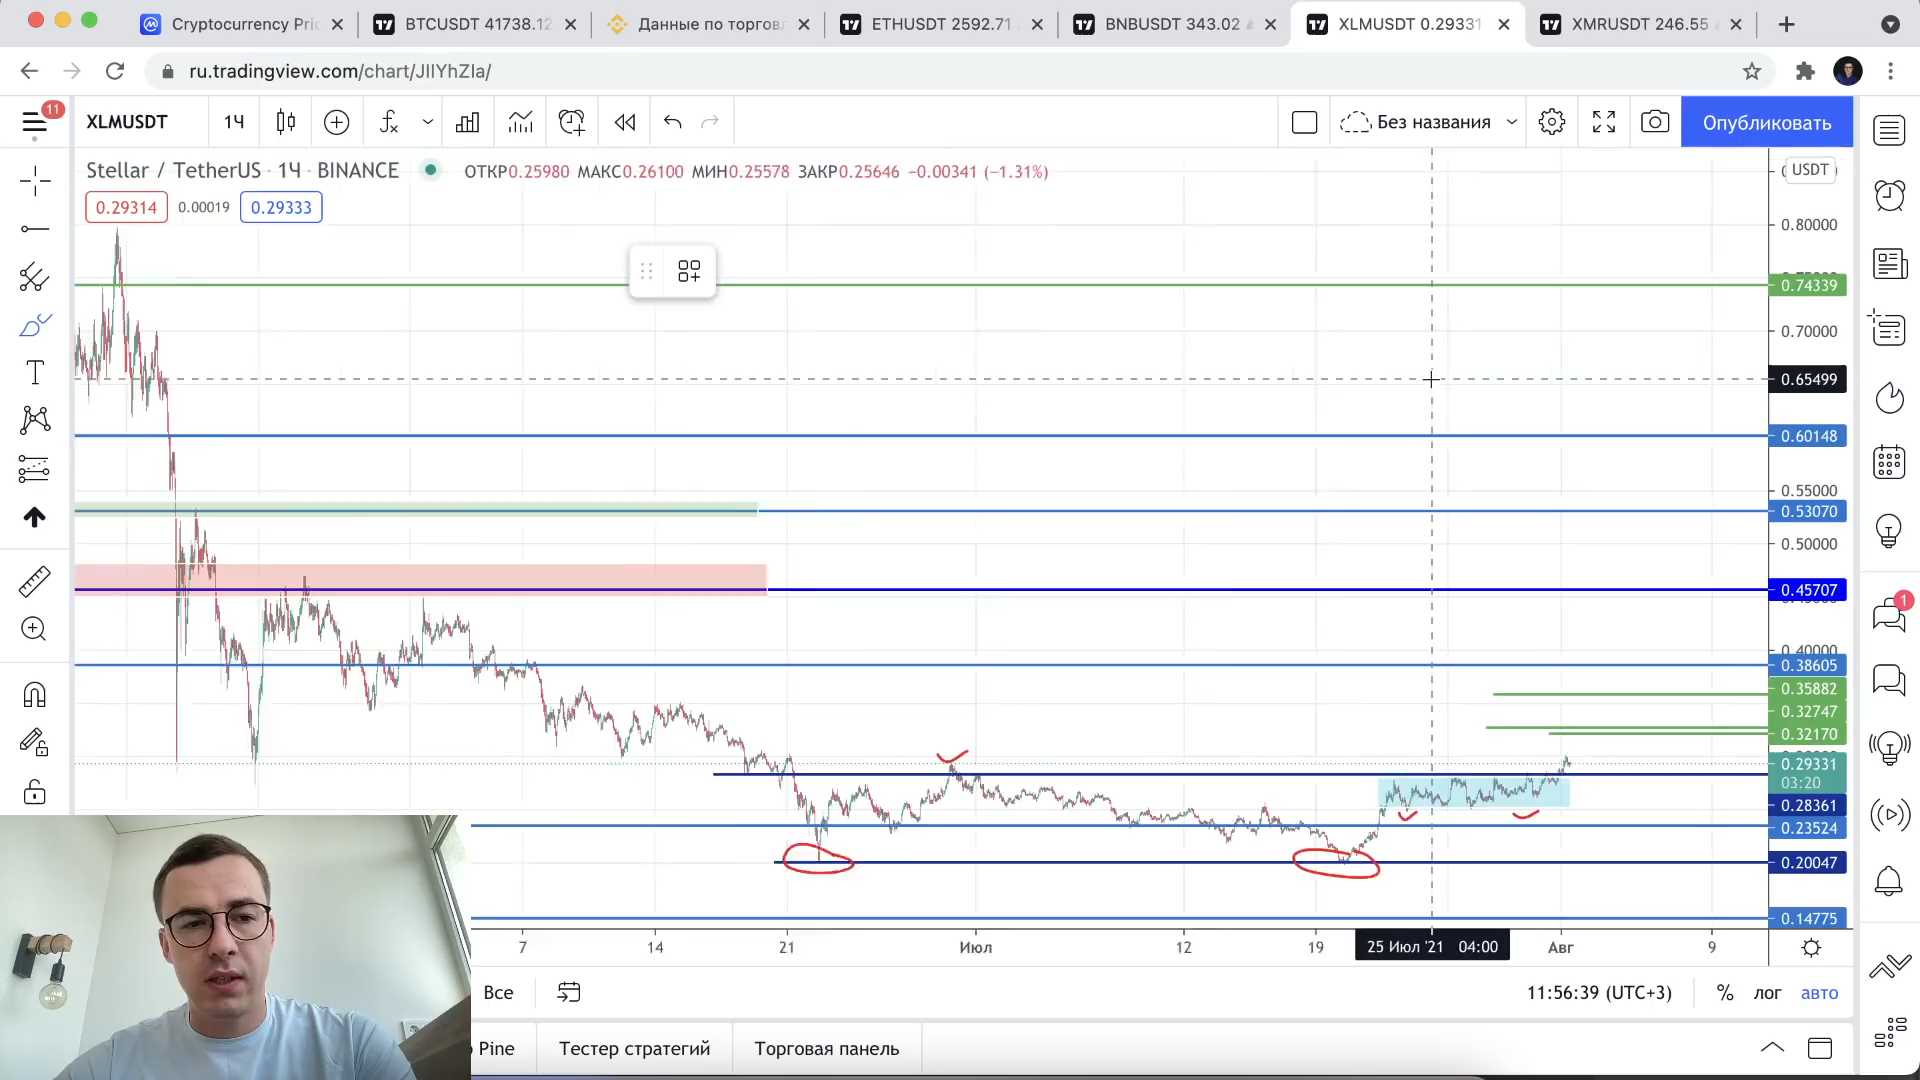 Cryptocurrency Pri
BTCUSDT 41738.12
Данные по торгов
ETHUSDT 2592.71
BNBUSDT 343.02
XLMUSDT 0.29331
XMRUSDT 246.55
ru.tradingview.com/chart/JIIYhZla/
11
XLMUSDT
1Ч
Без названия
Опубликовать
Stellar / TetherUS · 1Ч · BINANCE
ОТКР0.25980 МАКС0.26100 МИН0.25578 ЗАКР0.25646 −0.00341 (−1.31%)
USDT
0.29314
0.00019
0.29333
0.80000
0.74339
0.70000
0.65499
0.60148
0.55000
0.53070
0.50000
0.45707
0.40000
0.38605
0.35882
0.32747
0.32170
0.29331
03:20
0.28361
0.23524
0.20047
0.14775
1
7
14
21
Июл
12
19
25 Июл '21 04:00
Авг
9
Все
11:56:39 (UTC+3)
%
лог
авто
Pine
Тестер стратегий
Торговая панель